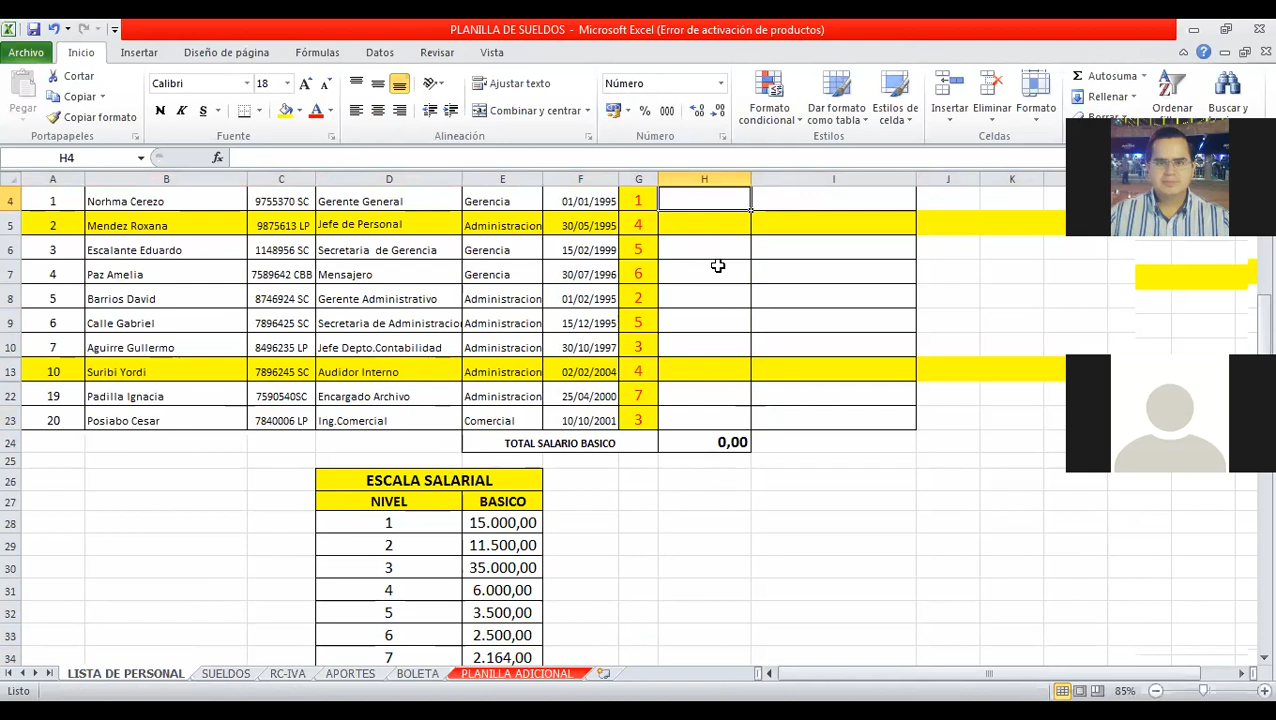 PLANILLA DE SUELDOS - Microsoft Excel (Error de activación de productos)
Archivo Inicio Insertar Diseño de página Fórmulas Datos Revisar Vista
Pegar
Cortar
Copiar
Copiar formato
Portapapeles
Calibri 18
N K S
Fuente
Ajustar texto
Combinar y centrar
Alineación
Número
% 000
Número
Formato condicional
Dar formato como tabla
Estilos de celda
Estilos
Insertar Eliminar Formato
Celdas
Autosuma
Rellenar
Borrar
Ordenar
Buscar y
H4 fx
A B C D E F G H I J K
4 1 Norhma Cerezo 9755370 SC Gerente General Gerencia 01/01/1995 1
5 2 Mendez Roxana 9875613 LP Jefe de Personal Administracion 30/05/1995 4
6 3 Escalante Eduardo 1148956 SC Secretaria de Gerencia Gerencia 15/02/1999 5
7 4 Paz Amelia 7589642 CBB Mensajero Gerencia 30/07/1996 6
8 5 Barrios David 8746924 SC Gerente Administrativo Administracion 01/02/1995 2
9 6 Calle Gabriel 7896425 SC Secretaria de Administracion Administracion 15/12/1995 5
10 7 Aguirre Gullermo 8496235 LP Jefe Depto.Contabilidad Administracion 30/10/1997 3
13 10 Suribi Yordi 7896245 SC Audidor Interno Administracion 02/02/2004 4
22 19 Padilla Ignacia 7590540SC Encargado Archivo Administracion 25/04/2000 7
23 20 Posiabo Cesar 7840006 LP Ing.Comercial Comercial 10/10/2001 3
24 TOTAL SALARIO BASICO 0,00
25
26 ESCALA SALARIAL
27 NIVEL BASICO
28 1 15.000,00
29 2 11.500,00
30 3 35.000,00
31 4 6.000,00
32 5 3.500,00
33 6 2.500,00
34 7 2.164,00
LISTA DE PERSONAL SUELDOS RC-IVA APORTES BOLETA PLANILLA ADICIONAL
Listo 85%